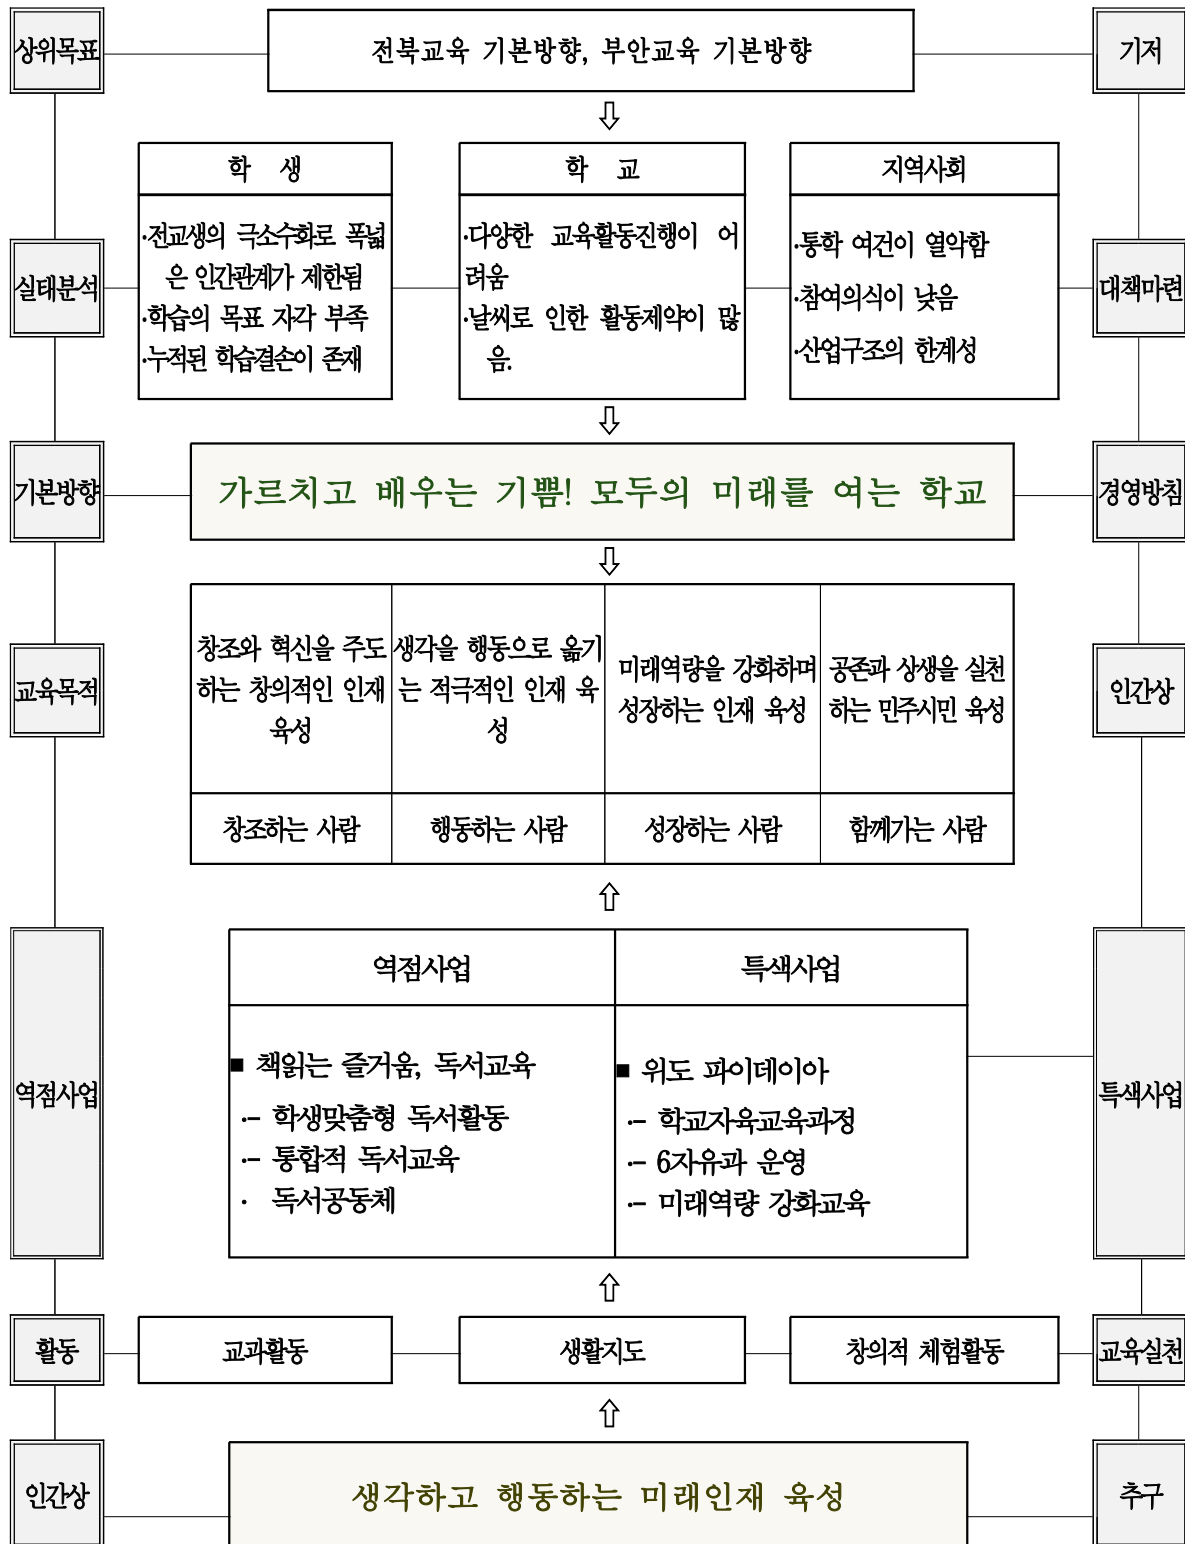 상위목표
전북교육 기본방향, 부안교육 기본방향
기저
학 생
학 교
지역사회
실태분석
·전교생의 극소수화로 폭넓
은 인간관계가 제한됨
·학습의 목표 자각 부족
·누적된 학습결손이 존재
·다양한 교육활동진행이 어
려움
·날씨로 인한 활동제약이 많
음.
·통학 여건이 열악함
·참여의식이 낮음
·산업구조의 한계성
대책마련
기본방향
가르치고 배우는 기쁨! 모두의 미래를 여는 학교
경영방침
교육목적
창조와 혁신을 주도
하는 창의적인 인재
육성
생각을 행동으로 옮기
는 적극적인 인재 육
성
미래역량을 강화하며
성장하는 인재 육성
공존과 상생을 실천
하는 민주시민 육성
인간상
창조하는 사람
행동하는 사람
성장하는 사람
함께가는 사람
역점사업
역점사업
■ 책읽는 즐거움, 독서교육
·- 학생맞춤형 독서활동
·- 통합적 독서교육
· 독서공동체
특색사업
■ 위도 파이데이아
·- 학교자육교육과정
·- 6자유과 운영
·- 미래역량 강화교육
특색사업
활동
교과활동
생활지도
창의적 체험활동
교육실천
인간상
생각하고 행동하는 미래인재 육성
추구